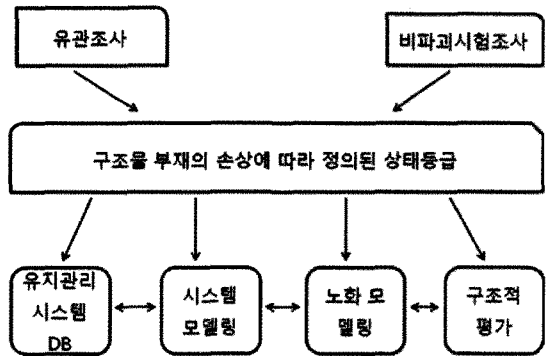 유관조사
비파괴시험조사
구조물 부재의 손상에 따라 정의된 상태등급
유지관리
시스템
DB
시스템
모델링
노화 모
델링
구조적
평가